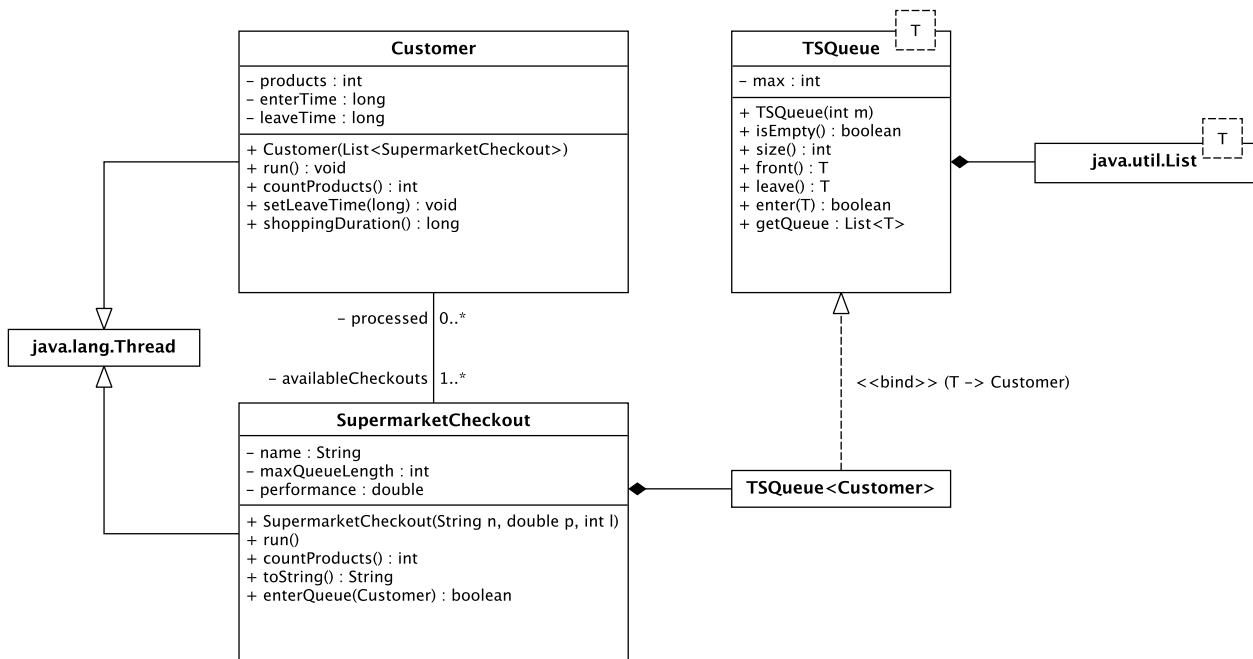 Customer
– products : int
– enterTime : long
– leaveTime : long
+ Customer(List<SupermarketCheckout>)
+ run() : void
+ countProducts() : int
+ setLeaveTime(long) : void
+ shoppingDuration() : long
T
TSQueue
– max : int
+ TSQueue(int m)
+ isEmpty() : boolean
+ size() : int
+ front() : T
+ leave() : T
+ enter(T) : boolean
+ getQueue : List<T>
T
java.util.List
java.lang.Thread
– processed 0..*
– availableCheckouts 1..*
<<bind>> (T –> Customer)
SupermarketCheckout
– name : String
– maxQueueLength : int
– performance : double
+ SupermarketCheckout(String n, double p, int l)
+ run()
+ countProducts() : int
+ toString() : String
+ enterQueue(Customer) : boolean
TSQueue<Customer>